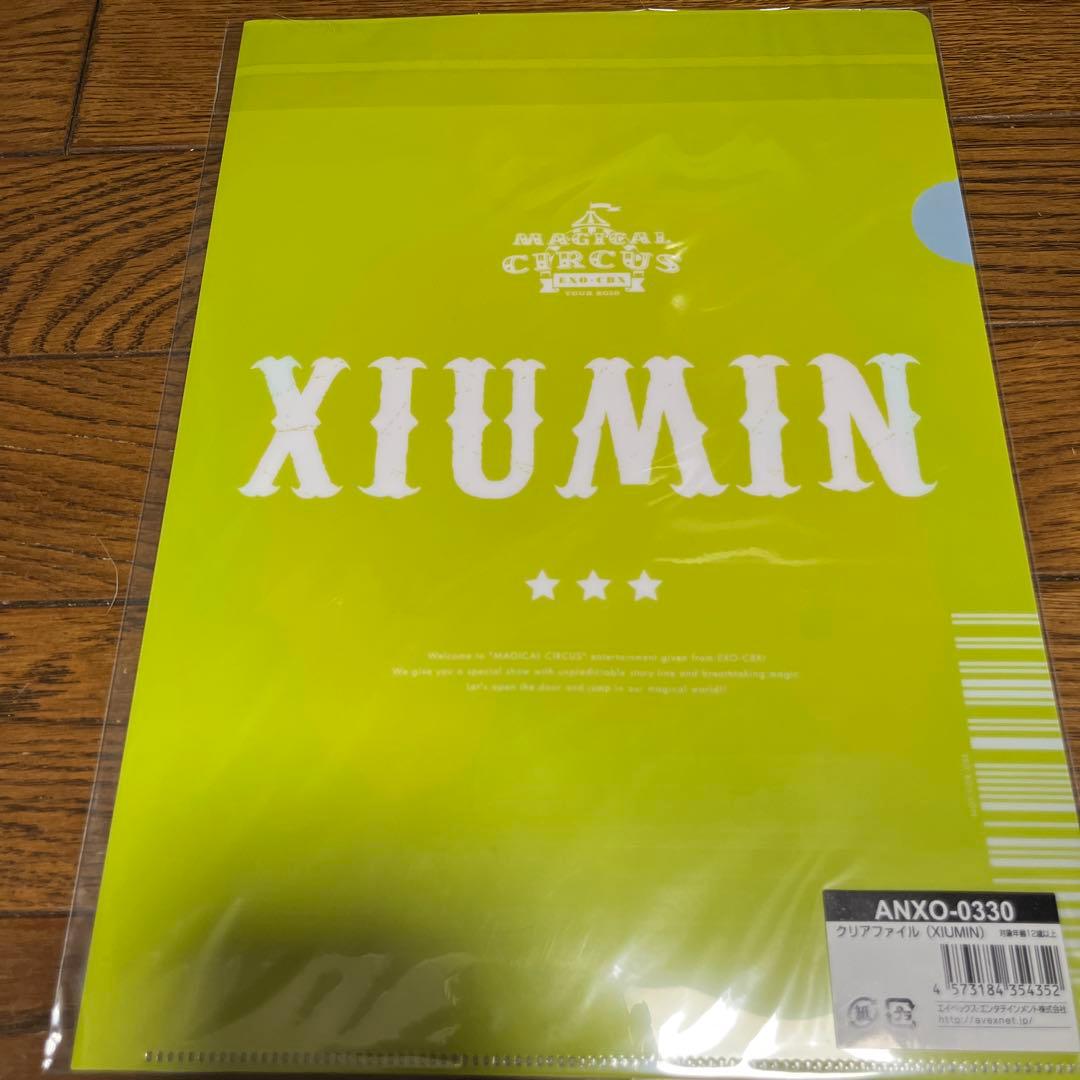 MAGICAL
CIRCUS
EXO-CBX
TOUR 2018
XIUMIN
Welcome to "MAGICAL CIRCUS" entertainment given from EXO-CBX!
We give you a special show with unpredictable story line and breathtaking magic.
Let's open the door and jump in our magical world!!
ANXO-0330
クリアファイル (XIUMIN) 対象年齢12歳以上
4 573184 354352
紙 プラ
エイベックス・エンタテインメント株式会社
http://avexnet.jp/